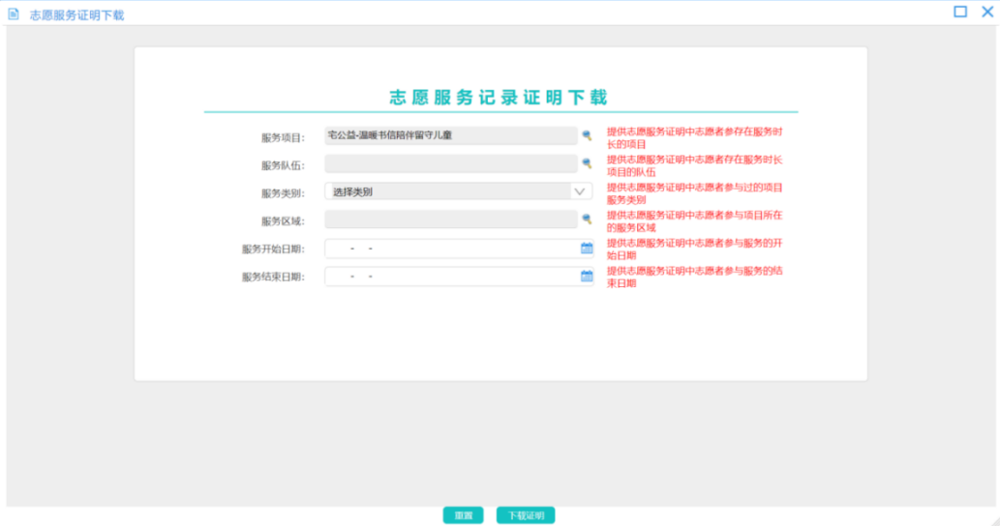 志愿服务证明下载
志愿服务记录证明下载
服务项目: 宅公益-温暖书信陪伴留守儿童 提供志愿服务证明中志愿者参存在服务时
长的项目
服务队伍: 提供志愿服务证明中志愿者存在服务时长
项目的队伍
服务类别: 选择类别 提供志愿服务证明中志愿者参与过的项目
服务类别
服务区域: 提供志愿服务证明中志愿者参与项目所在
的服务区域
服务开始日期: - - 提供志愿服务证明中志愿者参与服务的开
始日期
服务结束日期: - - 提供志愿服务证明中志愿者参与服务的结
束日期
重置 下载证明